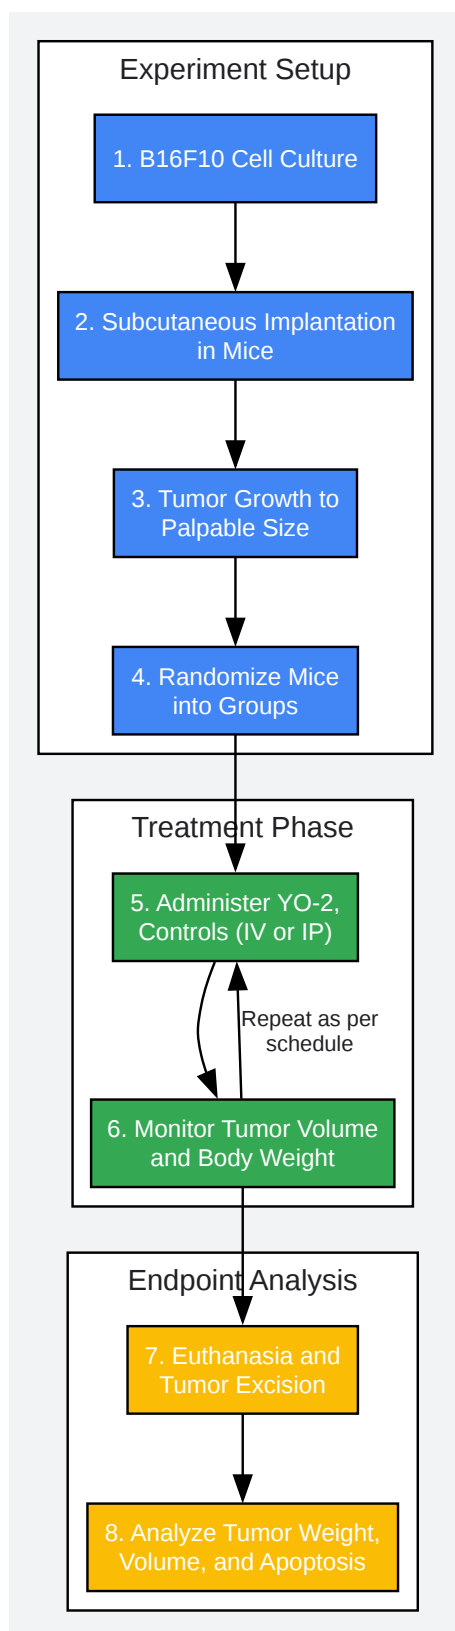 Experiment Setup
1. B16F10 Cell Culture
2. Subcutaneous Implantation
in Mice
3. Tumor Growth to
Palpable Size
4. Randomize Mice
into Groups
Treatment Phase
5. Administer YO-2,
Controls (IV or IP)
Repeat as per
schedule
6. Monitor Tumor Volume
and Body Weight
Endpoint Analysis
7. Euthanasia and
Tumor Excision
8. Analyze Tumor Weight,
Volume, and Apoptosis